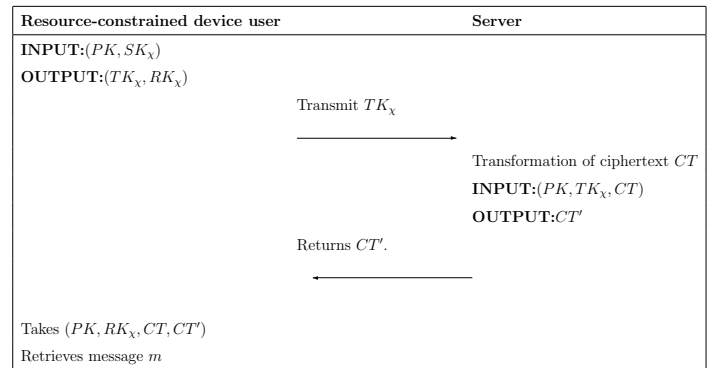 Resource-constrained device user Server
INPUT:(PK, SKχ)
OUTPUT:(TKχ, RKχ)
Transmit TKχ
Transformation of ciphertext CT
INPUT:(PK, TKχ, CT)
OUTPUT:CT′
Returns CT′.
Takes (PK, RKχ, CT, CT′)
Retrieves message m